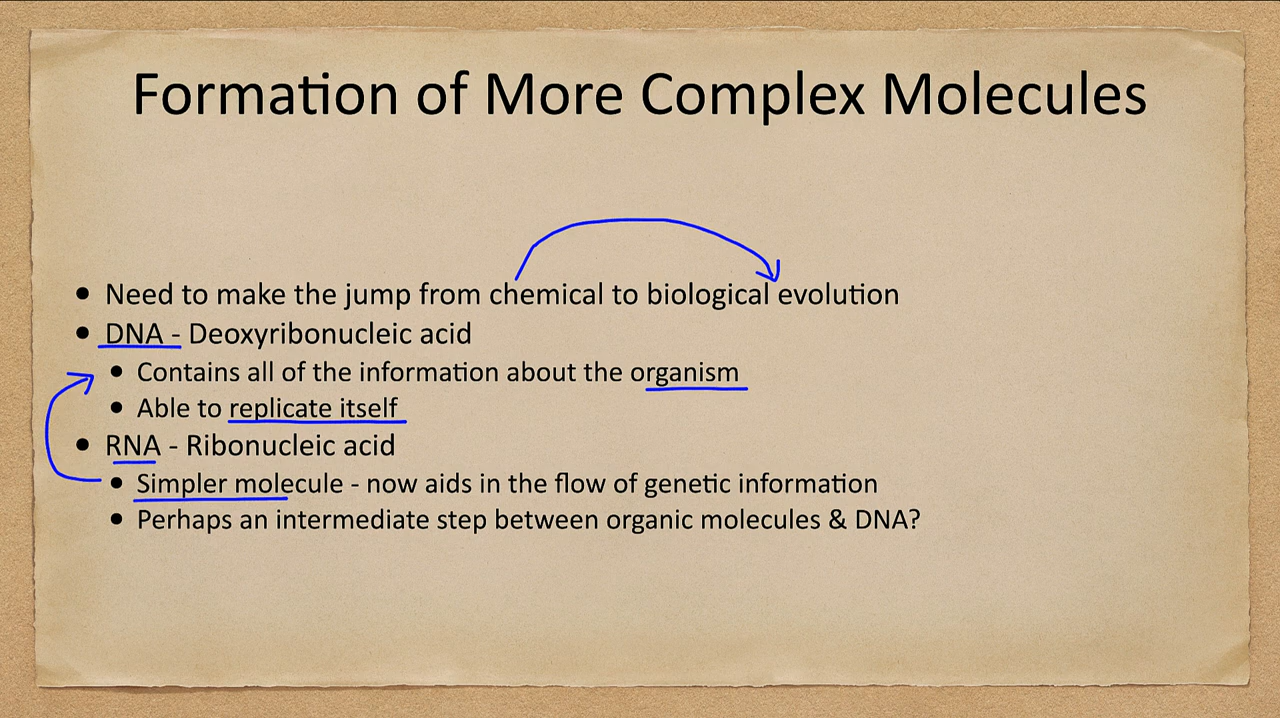 Formation of More Complex Molecules
• Need to make the jump from chemical to biological evolution
• DNA - Deoxyribonucleic acid
• Contains all of the information about the organism
• Able to replicate itself
• RNA - Ribonucleic acid
• Simpler molecule - now aids in the flow of genetic information
• Perhaps an intermediate step between organic molecules & DNA?